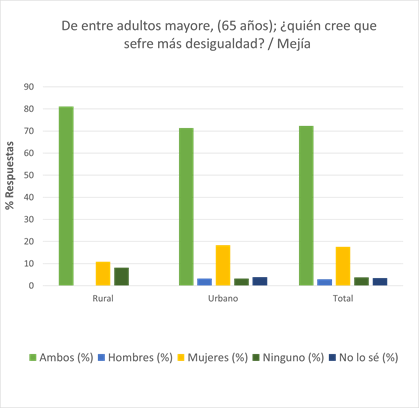 De entre adultos mayore, (65 años); ¿quién cree que
sefre más desigualdad? / Mejía
90
80
70
60
50
40
30
20
10
0
% Respuestas
Rural Urbano Total
Ambos (%) Hombres (%) Mujeres (%) Ninguno (%) No lo sé (%)